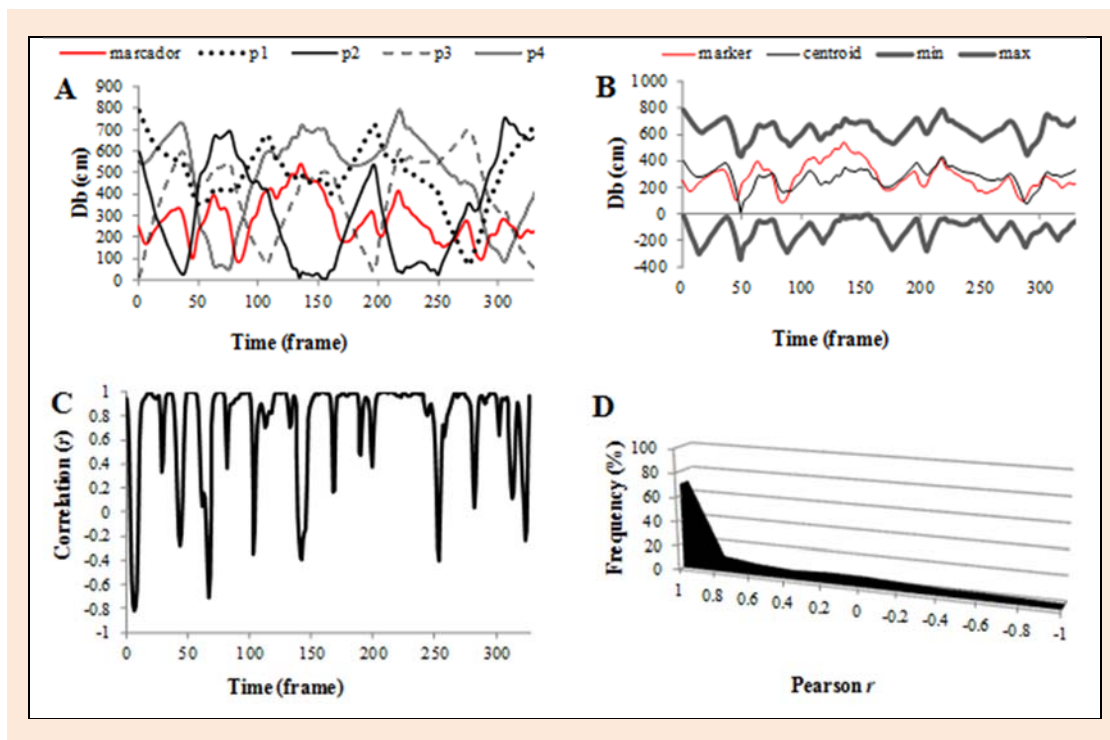 marcador p1 p2 p3 p4
A
900
800
700
600
500
400
300
200
100
0
Db (cm)
0 50 100 150 200 250 300
Time (frame)
marker centroid min max
B
1000
800
600
400
200
0
-200
-400
Db (cm)
0 50 100 150 200 250 300
Time (frame)
C
1
0.8
0.6
0.4
0.2
0
-0.2
-0.4
-0.6
-0.8
-1
Correlation (r)
0 50 100 150 200 250 300
Time (frame)
D
100
80
60
40
20
0
Frequency (%)
1 0.8 0.6 0.4 0.2 0 -0.2 -0.4 -0.6 -0.8 -1
Pearson r